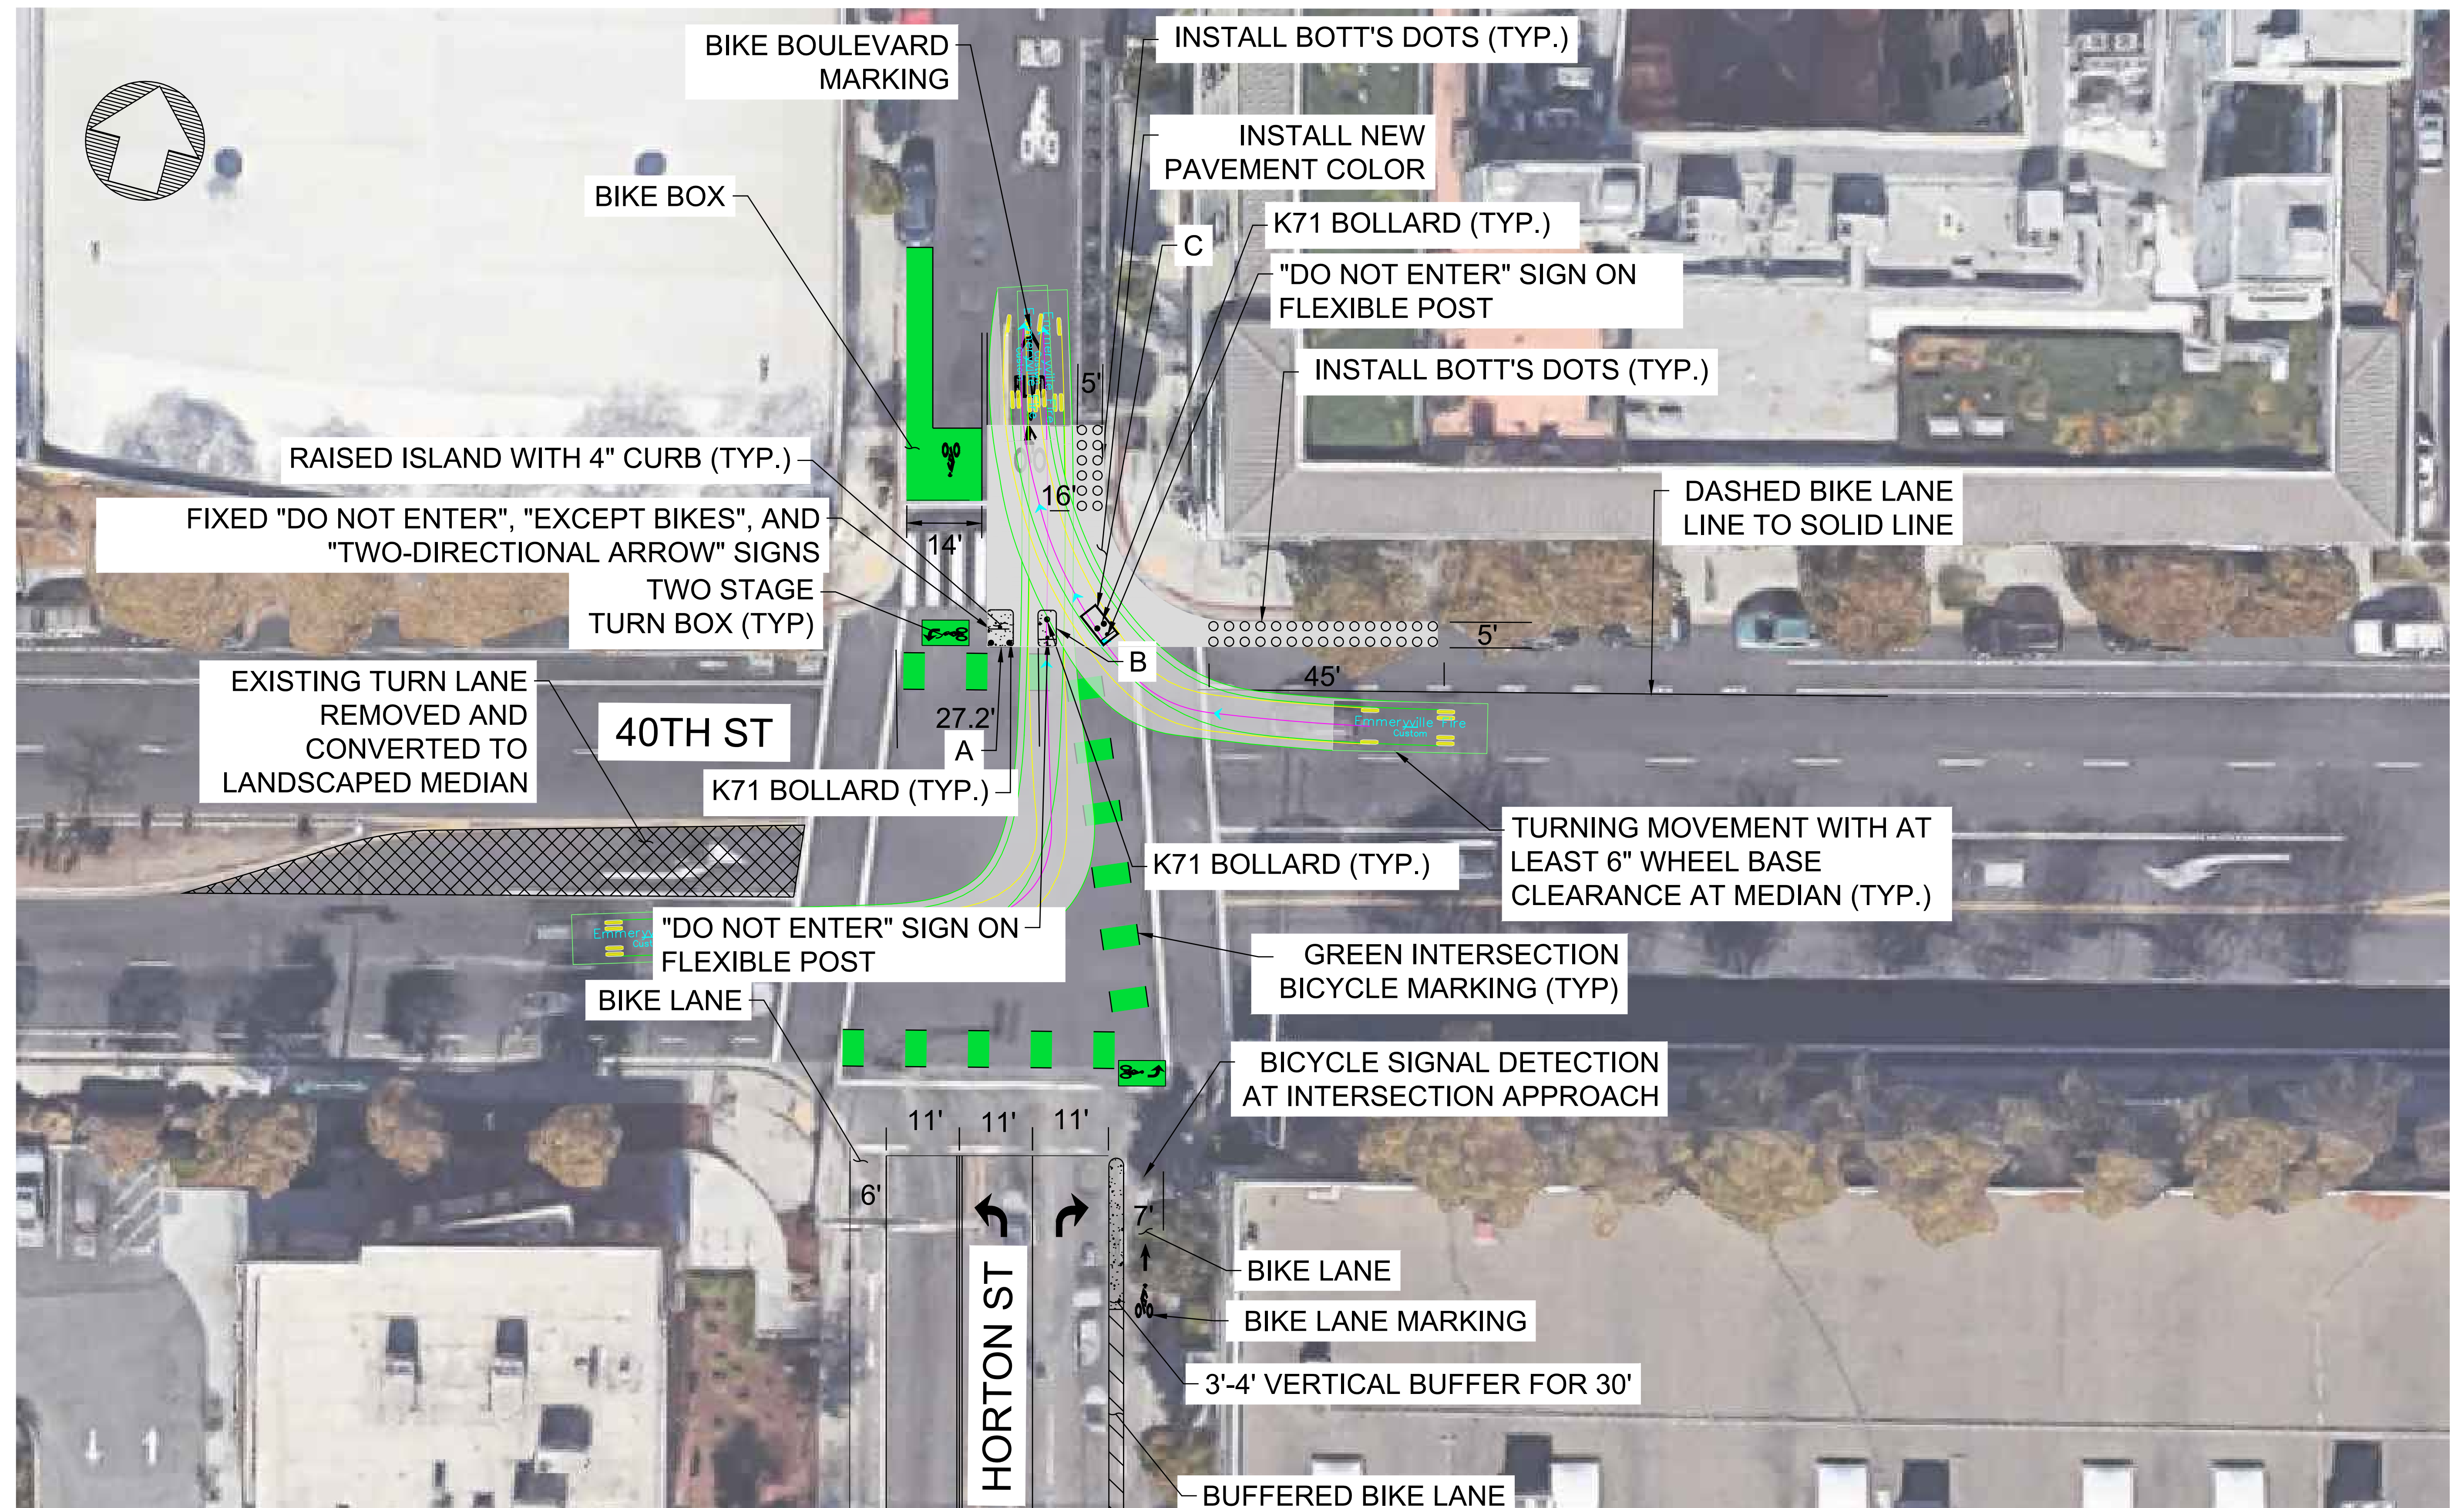 BIKE BOULEVARD
MARKING
INSTALL BOTT'S DOTS (TYP.)
INSTALL NEW
PAVEMENT COLOR
BIKE BOX
K71 BOLLARD (TYP.)
C
"DO NOT ENTER" SIGN ON
FLEXIBLE POST
INSTALL BOTT'S DOTS (TYP.)
5'
RAISED ISLAND WITH 4" CURB (TYP.)
16'
DASHED BIKE LANE
LINE TO SOLID LINE
FIXED "DO NOT ENTER", "EXCEPT BIKES", AND
"TWO-DIRECTIONAL ARROW" SIGNS
14'
TWO STAGE
TURN BOX (TYP)
5'
B
45'
EXISTING TURN LANE
REMOVED AND
CONVERTED TO
LANDSCAPED MEDIAN
40TH ST
27.2'
A
Emmeryville Fire
Custom
K71 BOLLARD (TYP.)
TURNING MOVEMENT WITH AT
LEAST 6" WHEEL BASE
CLEARANCE AT MEDIAN (TYP.)
K71 BOLLARD (TYP.)
"DO NOT ENTER" SIGN ON
FLEXIBLE POST
GREEN INTERSECTION
BICYCLE MARKING (TYP)
BIKE LANE
BICYCLE SIGNAL DETECTION
AT INTERSECTION APPROACH
11'
11'
11'
6'
7'
HORTON ST
BIKE LANE
BIKE LANE MARKING
3'-4' VERTICAL BUFFER FOR 30'
BUFFERED BIKE LANE